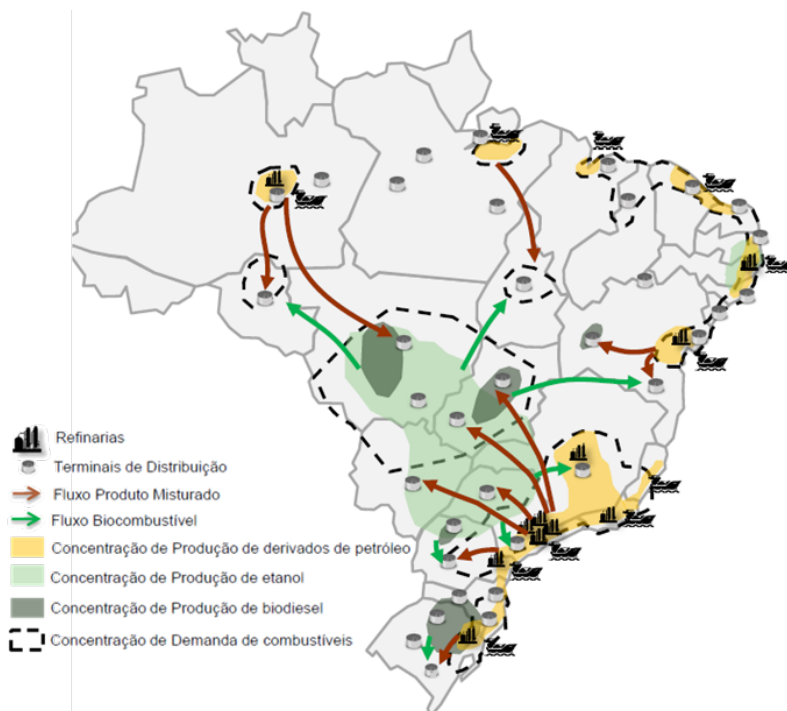 Refinarias
Terminais de Distribuição
Fluxo Produto Misturado
Fluxo Biocombustível
Concentração de Produção de derivados de petróleo
Concentração de Produção de etanol
Concentração de Produção de biodiesel
Concentração de Demanda de combustíveis